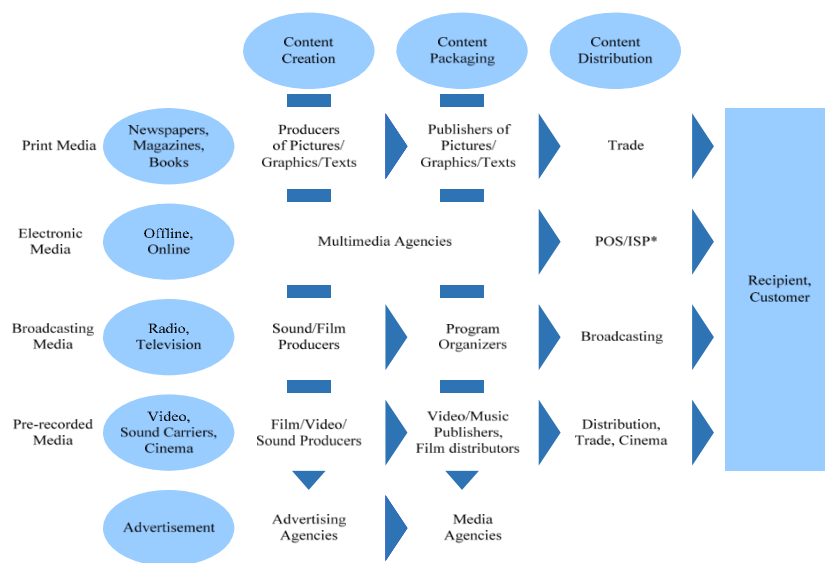 Content
Creation
Content
Packaging
Content
Distribution
Print Media
Newspapers,
Magazines,
Books
Producers
of Pictures/
Graphics/Texts
Publishers of
Pictures/
Graphics/Texts
Trade
Electronic
Media
Offline,
Online
Multimedia Agencies
POS/ISP*
Recipient,
Customer
Broadcasting
Media
Radio,
Television
Sound/Film
Producers
Program
Organizers
Broadcasting
Pre-recorded
Media
Video,
Sound Carriers,
Cinema
Film/Video/
Sound Producers
Video/Music
Publishers,
Film distributors
Distribution,
Trade, Cinema
Advertisement
Advertising
Agencies
Media
Agencies